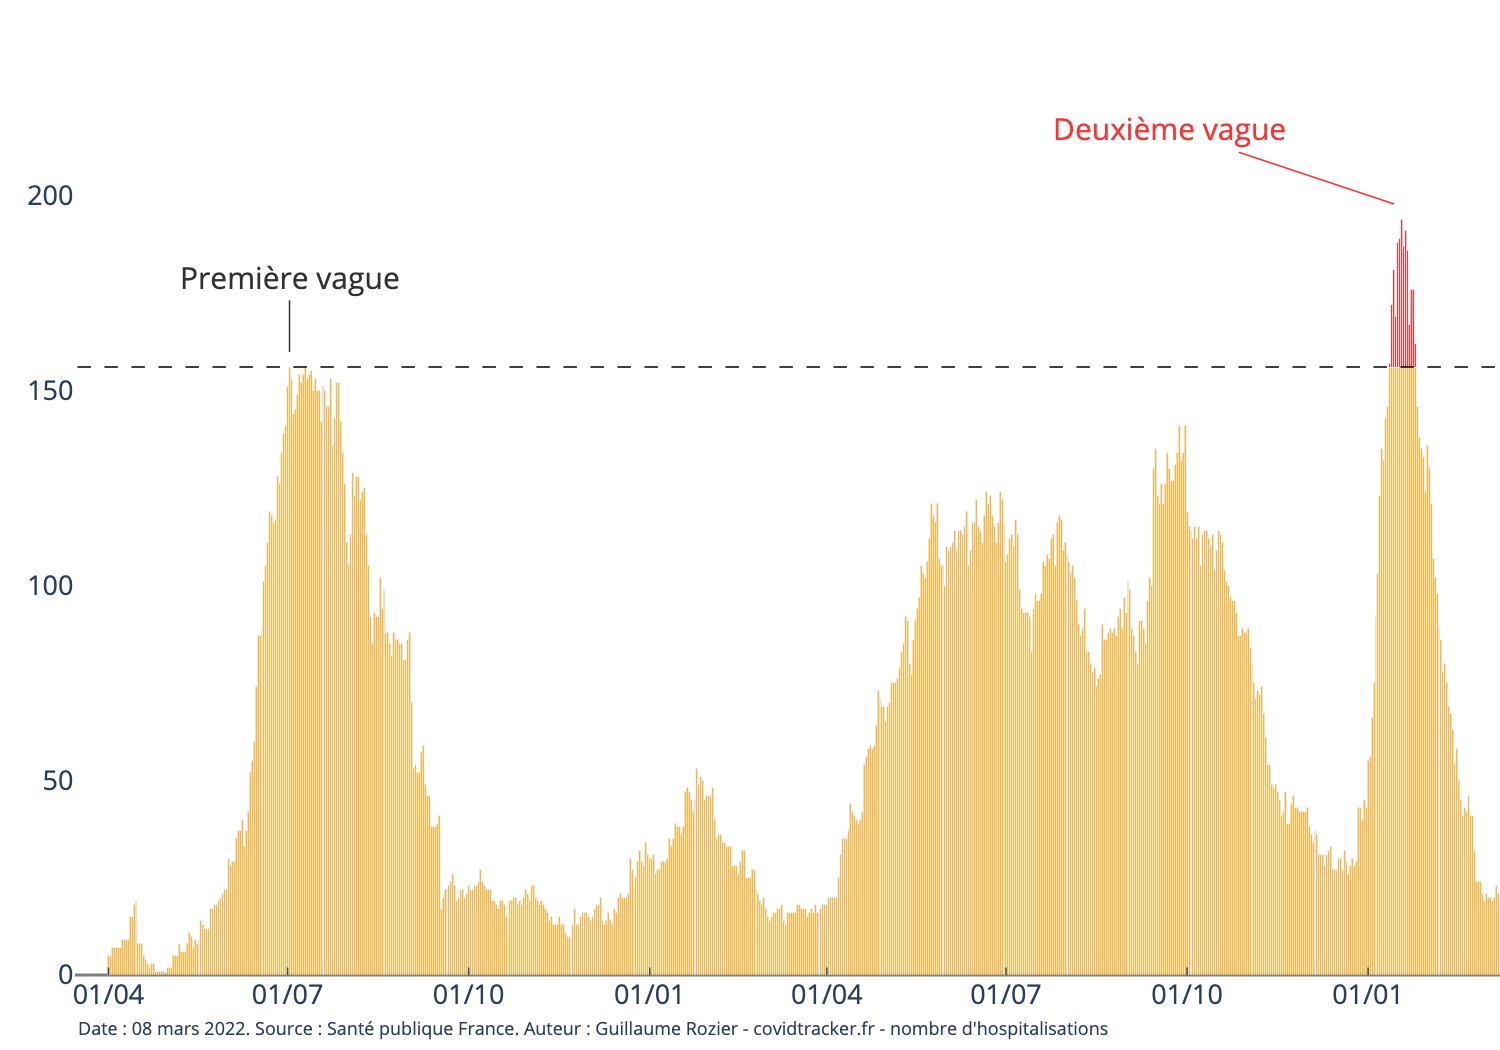 Deuxième vague
200
Première vague
150
100
50
0
01/04 01/07 01/10 01/01 01/04 01/07 01/10 01/01
Date : 08 mars 2022. Source : Santé publique France. Auteur : Guillaume Rozier - covidtracker.fr - nombre d'hospitalisations